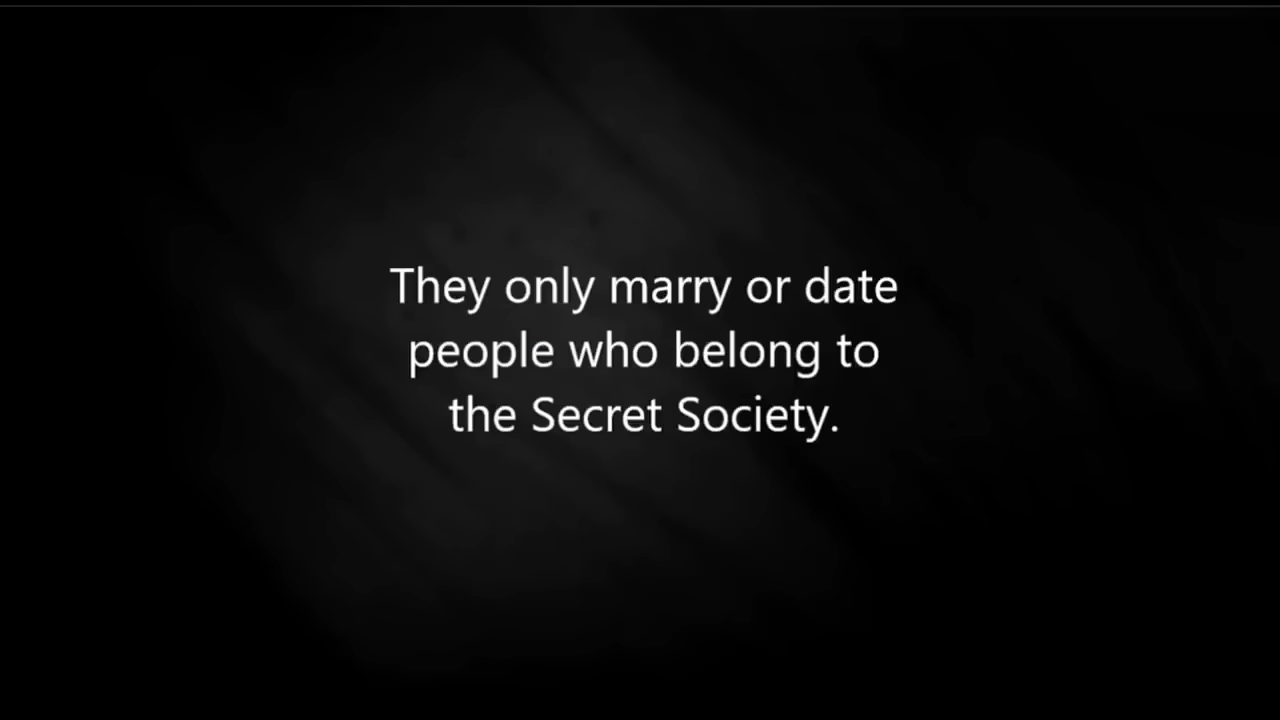 They only marry or date
people who belong to
the Secret Society.